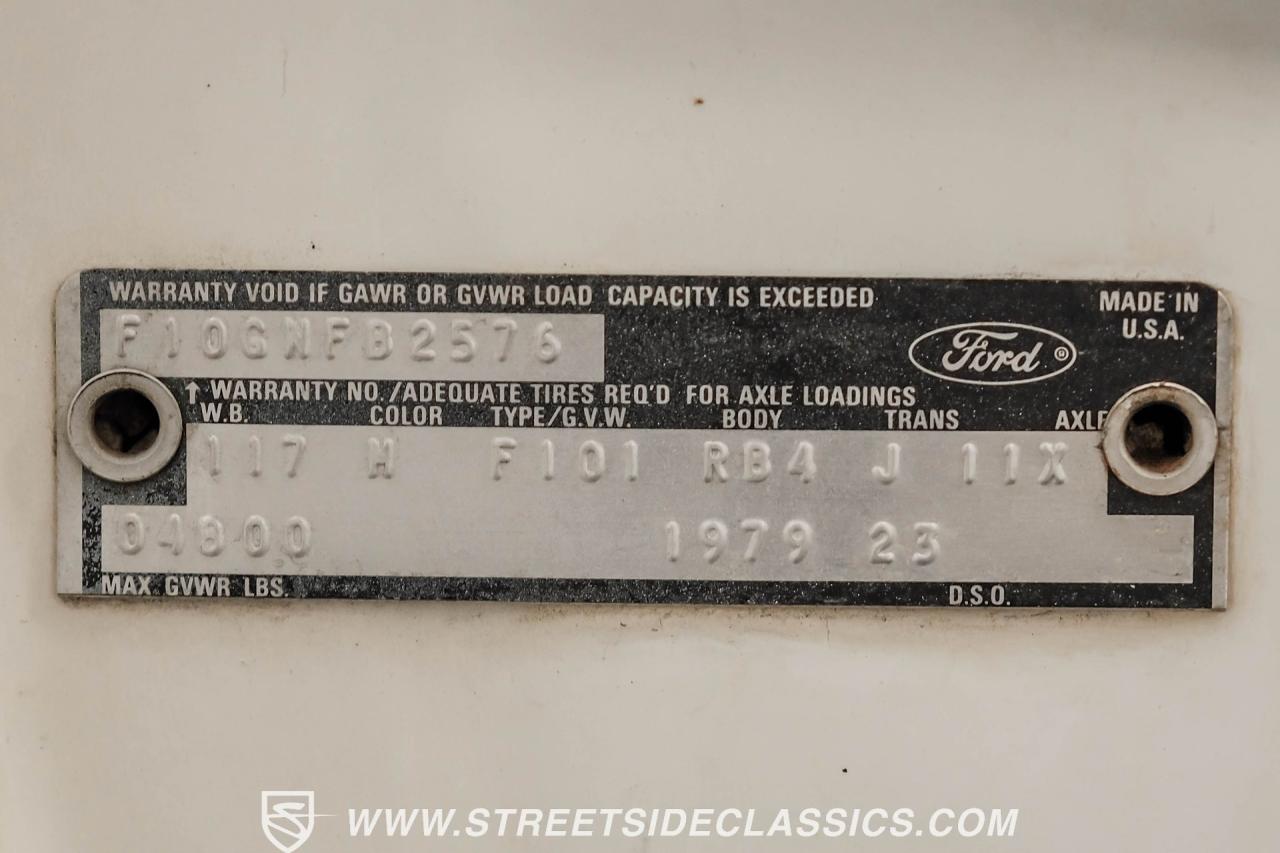 WARRANTY VOID IF GAWR OR GVWR LOAD CAPACITY IS EXCEEDED
MADE IN
U.S.A.
F10GNFB2576
Ford ®
↑ WARRANTY NO./ADEQUATE TIRES REQ'D FOR AXLE LOADINGS
W.B. COLOR TYPE/G.V.W. BODY TRANS AXLE
117 M F101 RB4 J 11X
04800 1979 23
MAX. GVWR LBS. D.S.O.
WWW.STREETSIDECLASSICS.COM